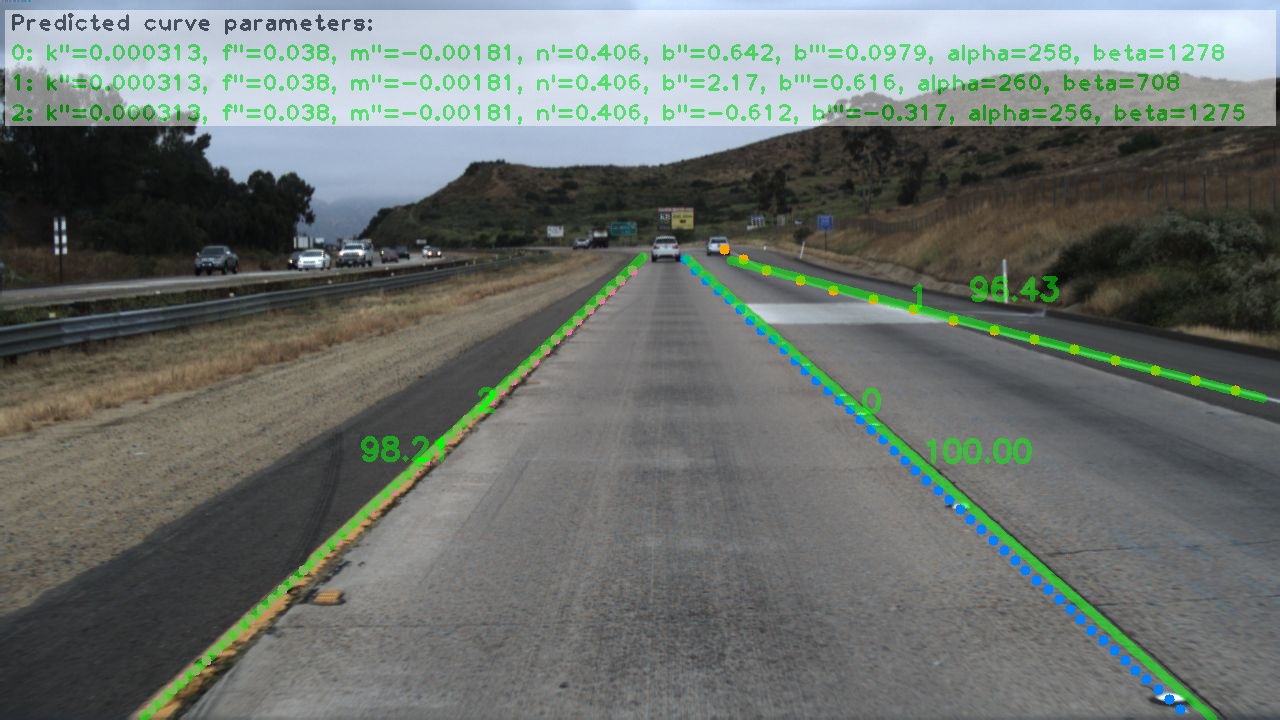 Predicted curve parameters:
0: k''=0.000313, f''=0.038, m''=-0.00181, n'=0.406, b''=0.642, b'''=0.0979, alpha=258, beta=1278
1: k''=0.000313, f''=0.038, m''=-0.00181, n'=0.406, b''=2.17, b'''=0.616, alpha=260, beta=708
2: k''=0.000313, f''=0.038, m''=-0.00181, n'=0.406, b''=-0.612, b'''=-0.317, alpha=256, beta=1275
1 96.43
2 0
98.21 100.00